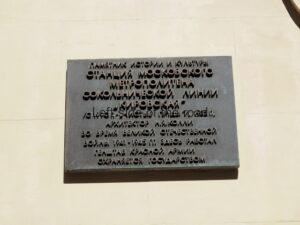 ПАМЯТНИК ИСТОРИИ И КУЛЬТУРЫ
СТАНЦИЯ МОСКОВСКОГО
МЕТРОПОЛИТЕНА
СОКОЛЬНИЧЕСКОЙ ЛИНИИ
"КИРОВСКАЯ"
АРХИТЕКТОР Н.Я.КОЛЛИ
ВО ВРЕМЯ ВЕЛИКОЙ ОТЕЧЕСТВЕННОЙ
ВОЙНЫ 1941-1945 ГГ. ЗДЕСЬ РАБОТАЛ
ГЕНШТАБ КРАСНОЙ АРМИИ
ОХРАНЯЕТСЯ ГОСУДАРСТВОМ